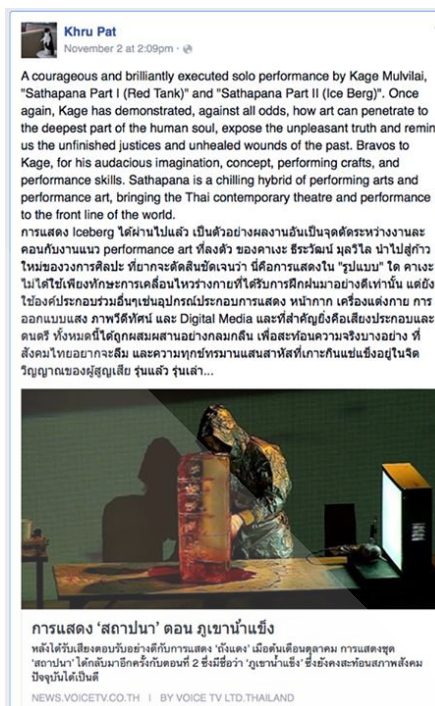 Khru Pat
November 2 at 2:09pm ·
A courageous and brilliantly executed solo performance by Kage Mulvilai,
"Sathapana Part I (Red Tank)" and "Sathapana Part II (Ice Berg)". Once
again, Kage has demonstrated, against all odds, how art can penetrate to
the deepest part of the human soul, expose the unpleasant truth and remin
us the unfinished justices and unhealed wounds of the past. Bravos to
Kage, for his audacious imagination, concept, performing crafts, and
performance skills. Sathapana is a chilling hybrid of performing arts and
performance art, bringing the Thai contemporary theatre and performance
to the front line of the world.
การแสดง Iceberg ได้ผ่านไปแล้ว เป็นตัวอย่างผลงานอันเป็นจุดตัดระหว่างงานละ
คอนกับงานแนว performance art ที่ลงตัว ของคาเงะ ธีระวัฒน์ มุลวิไล นำไปสู่ก้าว
ใหม่ของวงการศิลปะ ที่ยากจะตัดสินชัดเจนว่า นี่คือการแสดงใน "รูปแบบ" ใด คาเงะ
ไม่ได้ใช้เพียงทักษะการเคลื่อนไหวร่างกายที่ได้รับการฝึกฝนมาอย่างดีเท่านั้น แต่ยัง
ใช้องค์ประกอบร่วมอื่นๆเช่นอุปกรณ์ประกอบการแสดง หน้ากาก เครื่องแต่งกาย การ
ออกแบบแสง ภาพวีดีทัศน์ และ Digital Media และที่สำคัญยิ่งคือเสียงประกอบและ
ดนตรี ทั้งหมดนี้ได้ถูกผสมผสานอย่างกลมกลืน เพื่อสะท้อนความจริงบางอย่าง ที่
สังคมไทยอยากจะลืม และความทุกข์ทรมานแสนสาหัสที่เกาะกินแช่แข็งอยู่ในจิต
วิญญาณของผู้สูญเสีย รุ่นแล้ว รุ่นเล่า...
การแสดง 'สถาปนา' ตอน ภูเขาน้ำแข็ง
หลังได้รับเสียงตอบรับอย่างดีกับการแสดง 'ถังแดง' เมื่อต้นเดือนตุลาคม การแสดงชุด
'สถาปนา' ได้กลับมาอีกครั้งกับตอนที่ 2 ซึ่งมีชื่อว่า 'ภูเขาน้ำแข็ง' ซึ่งยังคงสะท้อนสภาพสังคม
ปัจจุบันได้เป็นดี
NEWS.VOICETV.CO.TH | BY VOICE TV LTD.THAILAND